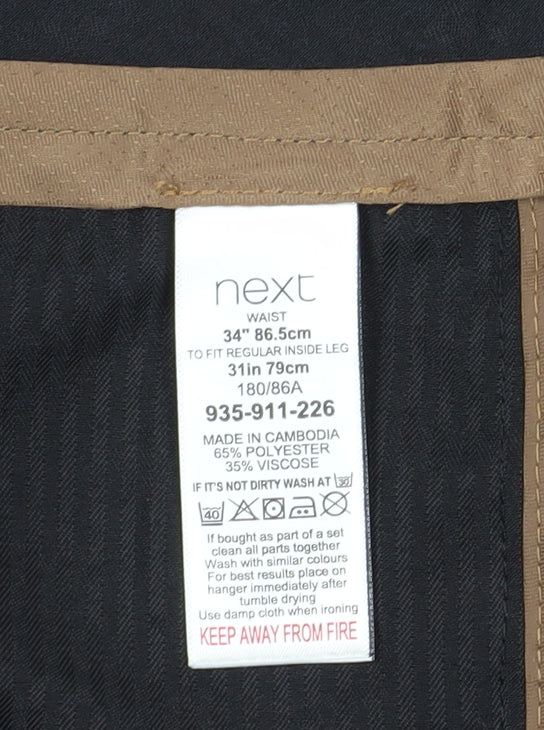 next
WAIST
34" 86.5cm
TO FIT REGULAR INSIDE LEG
31in 79cm
180/86A
935-911-226
MADE IN CAMBODIA
65% POLYESTER
35% VISCOSE
IF IT'S NOT DIRTY WASH AT 30
40
If bought as part of a set
clean all parts together
Wash with similar colours
For best results place on
hanger immediately after
tumble drying
Use damp cloth when ironing
KEEP AWAY FROM FIRE